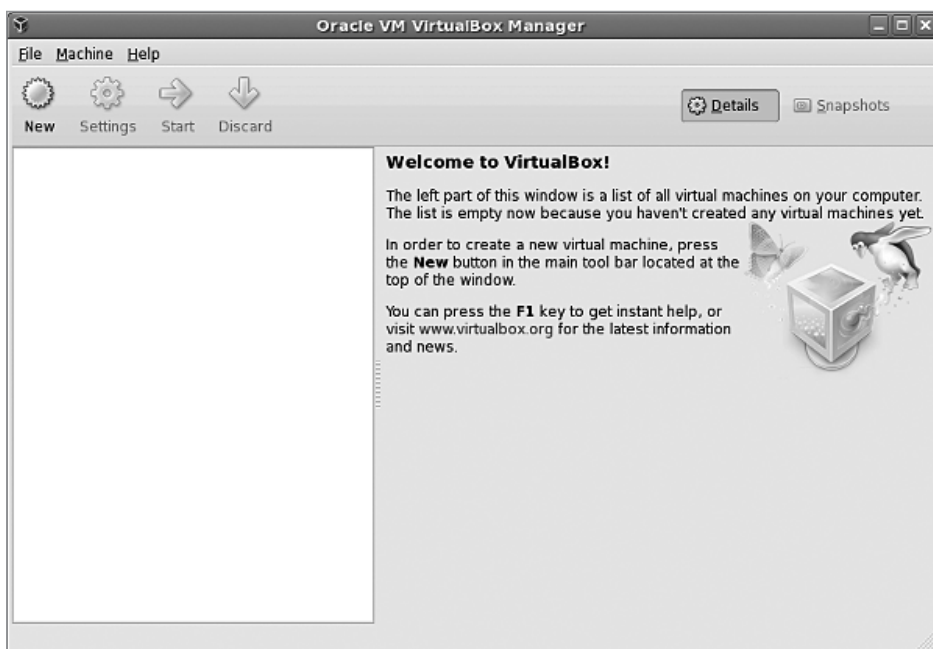 Oracle VM VirtualBox Manager
File Machine Help
New Settings Start Discard Details Snapshots
Welcome to VirtualBox!
The left part of this window is a list of all virtual machines on your computer.
The list is empty now because you haven't created any virtual machines yet.
In order to create a new virtual machine, press
the New button in the main tool bar located at the
top of the window.
You can press the F1 key to get instant help, or
visit www.virtualbox.org for the latest information
and news.